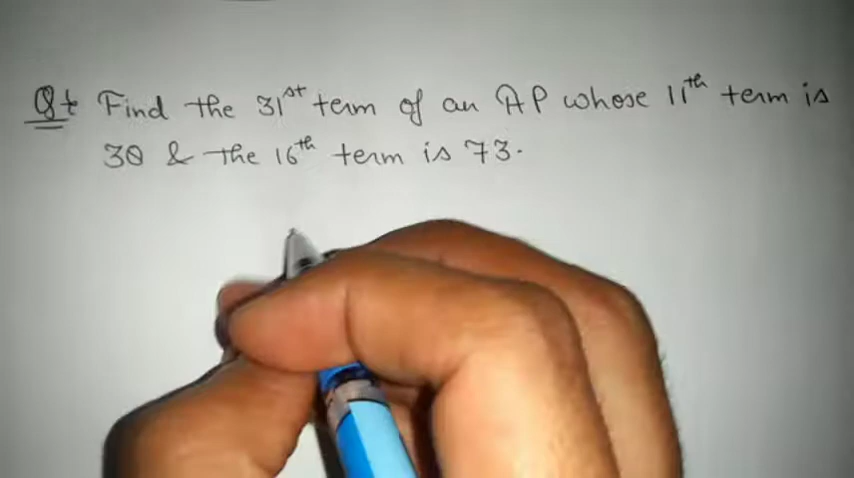 Q‡ Find the 31st term of an AP whose 11th term is
38 & the 16th term is 73.